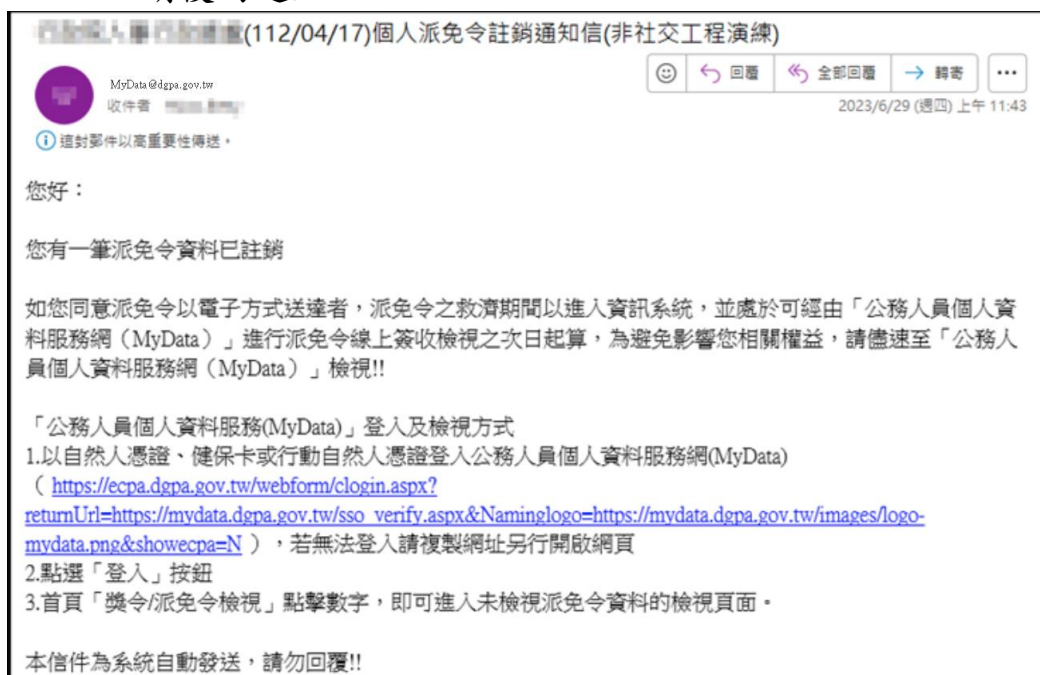 (112/04/17)個人派免令註銷通知信(非社交工程演練)
MyData@dgpa.gov.tw
收件者
回覆
全部回覆
轉寄
2023/6/29 (週四) 上午 11:43
這封郵件以高重要性傳送。
您好：
您有一筆派免令資料已註銷
如您同意派免令以電子方式送達者，派免令之救濟期間以進入資訊系統，並處於可經由「公務人員個人資
料服務網（MyData）」進行派免令線上簽收檢視之次日起算，為避免影響您相關權益，請儘速至「公務人
員個人資料服務網（MyData）」檢視!!
「公務人員個人資料服務(MyData)」登入及檢視方式
1.以自然人憑證、健保卡或行動自然人憑證登入公務人員個人資料服務網(MyData)
（ https://ecpa.dgpa.gov.tw/webform/clogin.aspx?
returnUrl=https://mydata.dgpa.gov.tw/sso_verify.aspx&Naminglogo=https://mydata.dgpa.gov.tw/images/logo-
mydata.png&showecpa=N ），若無法登入請複製網址另行開啟網頁
2.點選「登入」按鈕
3.首頁「獎令/派免令檢視」點擊數字，即可進入未檢視派免令資料的檢視頁面。
本信件為系統自動發送，請勿回覆!!